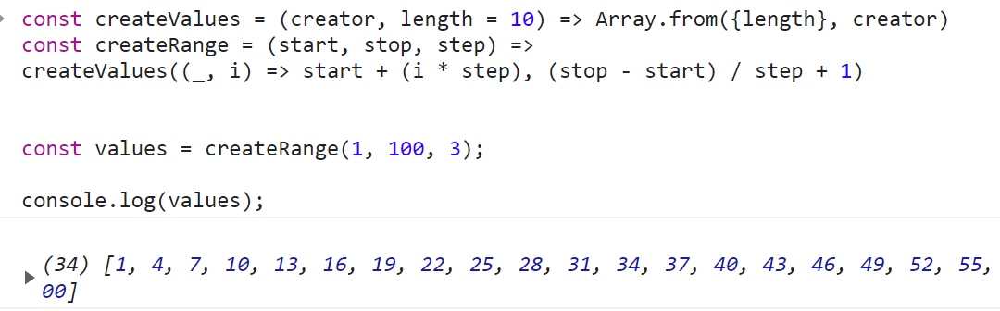 const createValues = (creator, length = 10) => Array.from({length}, creator)
const createRange = (start, stop, step) =>
createValues((_, i) => start + (i * step), (stop - start) / step + 1)
const values = createRange(1, 100, 3);
console.log(values);
(34) [1, 4, 7, 10, 13, 16, 19, 22, 25, 28, 31, 34, 37, 40, 43, 46, 49, 52, 55,
00]